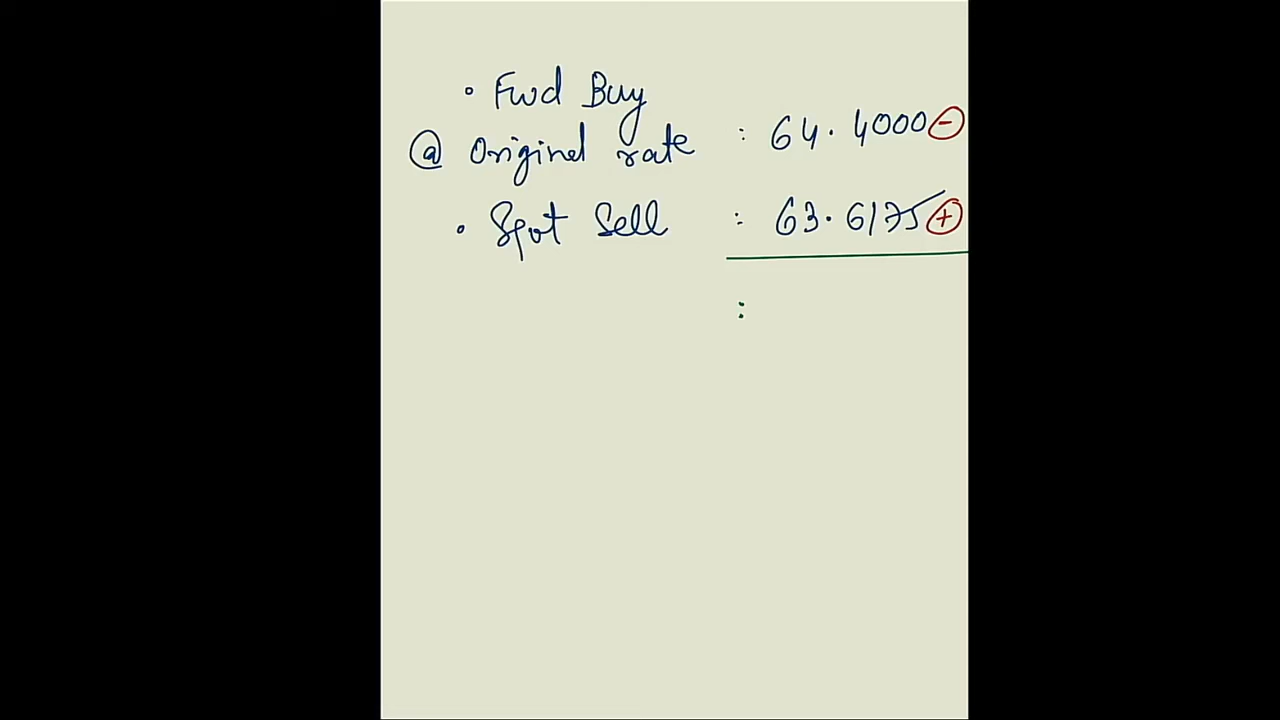 • Fwd Buy
@ Original rate : 64.4000 -
• Spot Sell : 63.6175 +
: